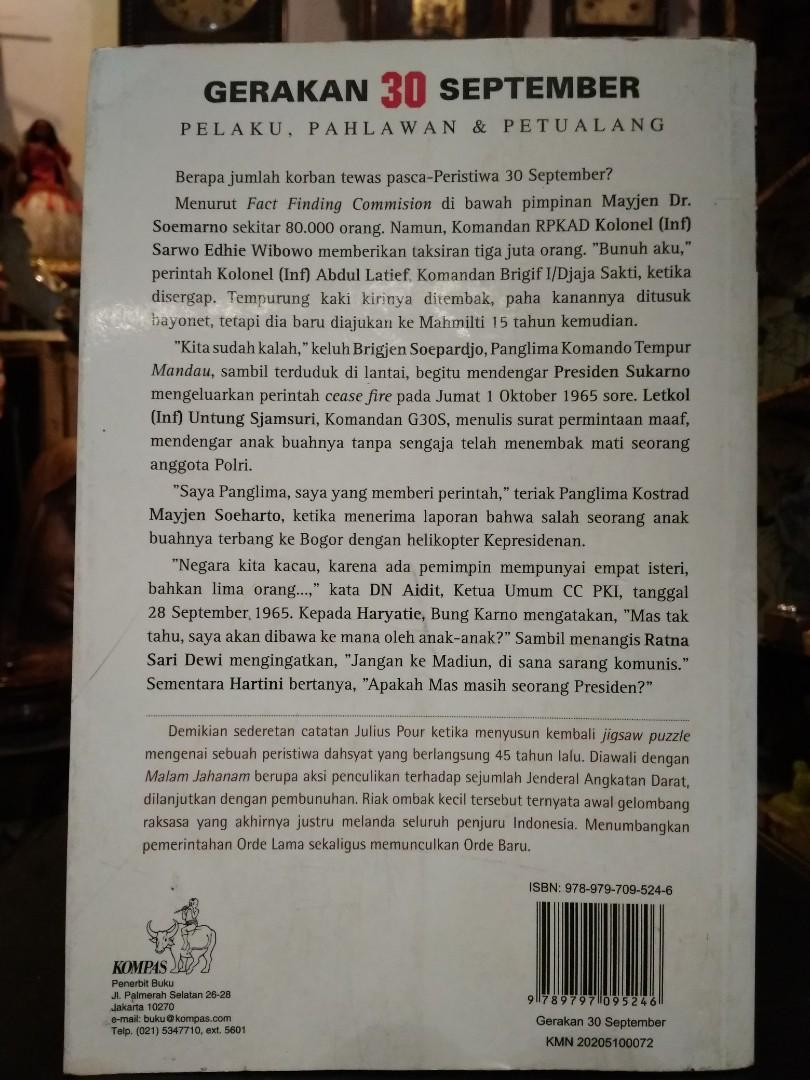 GERAKAN 30 SEPTEMBER
PELAKU, PAHLAWAN & PETUALANG
Berapa jumlah korban tewas pasca-Peristiwa 30 September?
Menurut Fact Finding Commision di bawah pimpinan Mayjen Dr.
Soemarno sekitar 80.000 orang. Namun, Komandan RPKAD Kolonel (Inf)
Sarwo Edhie Wibowo memberikan taksiran tiga juta orang. "Bunuh aku,"
perintah Kolonel (Inf) Abdul Latief, Komandan Brigif I/Djaja Sakti, ketika
disergap. Tempurung kaki kirinya ditembak, paha kanannya ditusuk
bayonet, tetapi dia baru diajukan ke Mahmilti 15 tahun kemudian.
"Kita sudah kalah," keluh Brigjen Soepardjo, Panglima Komando Tempur
Mandau, sambil terduduk di lantai, begitu mendengar Presiden Sukarno
mengeluarkan perintah cease fire pada Jumat 1 Oktober 1965 sore. Letkol
(Inf) Untung Sjamsuri, Komandan G30S, menulis surat permintaan maaf,
mendengar anak buahnya tanpa sengaja telah menembak mati seorang
anggota Polri.
"Saya Panglima, saya yang memberi perintah," teriak Panglima Kostrad
Mayjen Soeharto, ketika menerima laporan bahwa salah seorang anak
buahnya terbang ke Bogor dengan helikopter Kepresidenan.
"Negara kita kacau, karena ada pemimpin mempunyai empat isteri,
bahkan lima orang...," kata DN Aidit, Ketua Umum CC PKI, tanggal
28 September 1965. Kepada Haryatie, Bung Karno mengatakan, "Mas tak
tahu, saya akan dibawa ke mana oleh anak-anak?" Sambil menangis Ratna
Sari Dewi mengingatkan, "Jangan ke Madiun, di sana sarang komunis."
Sementara Hartini bertanya, "Apakah Mas masih seorang Presiden?"
Demikian sederetan catatan Julius Pour ketika menyusun kembali jigsaw puzzle
mengenai sebuah peristiwa dahsyat yang berlangsung 45 tahun lalu. Diawali dengan
Malam Jahanam berupa aksi penculikan terhadap sejumlah Jenderal Angkatan Darat,
dilanjutkan dengan pembunuhan. Riak ombak kecil tersebut ternyata awal gelombang
raksasa yang akhirnya justru melanda seluruh penjuru Indonesia. Menumbangkan
pemerintahan Orde Lama sekaligus memunculkan Orde Baru.
KOMPAS
Penerbit Buku
Jl. Palmerah Selatan 26-28
Jakarta 10270
e-mail: buku@kompas.com
Telp. (021) 5347710, ext. 5601
ISBN: 978-979-709-524-6
9 789797 095246
Gerakan 30 September
KMN 20205100072